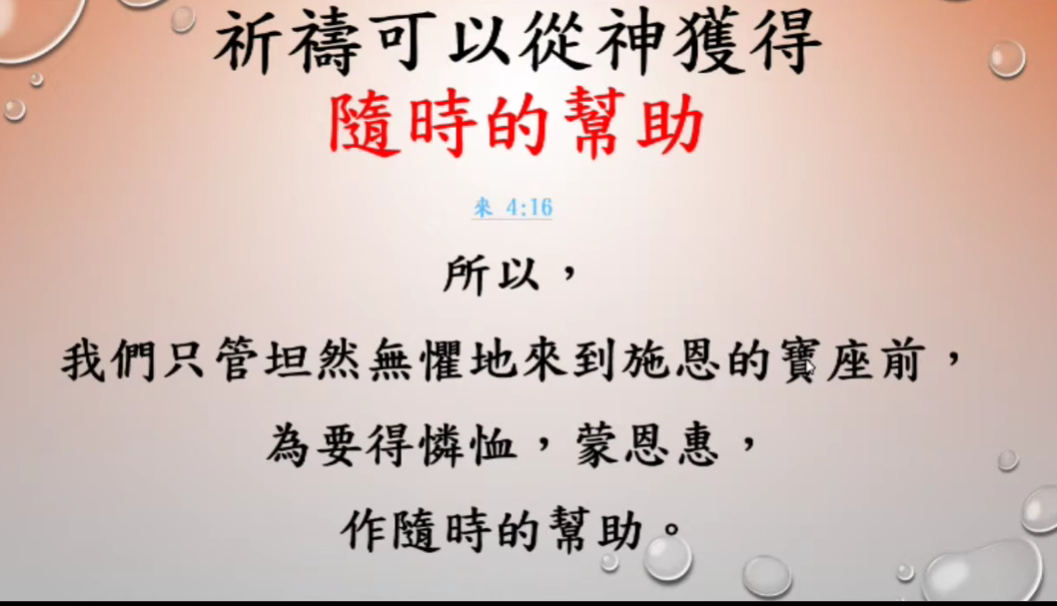 祈禱可以從神獲得
隨時的幫助
來 4:16
所以，
我們只管坦然無懼地來到施恩的寶座前，
為要得憐恤，蒙恩惠，
作隨時的幫助。